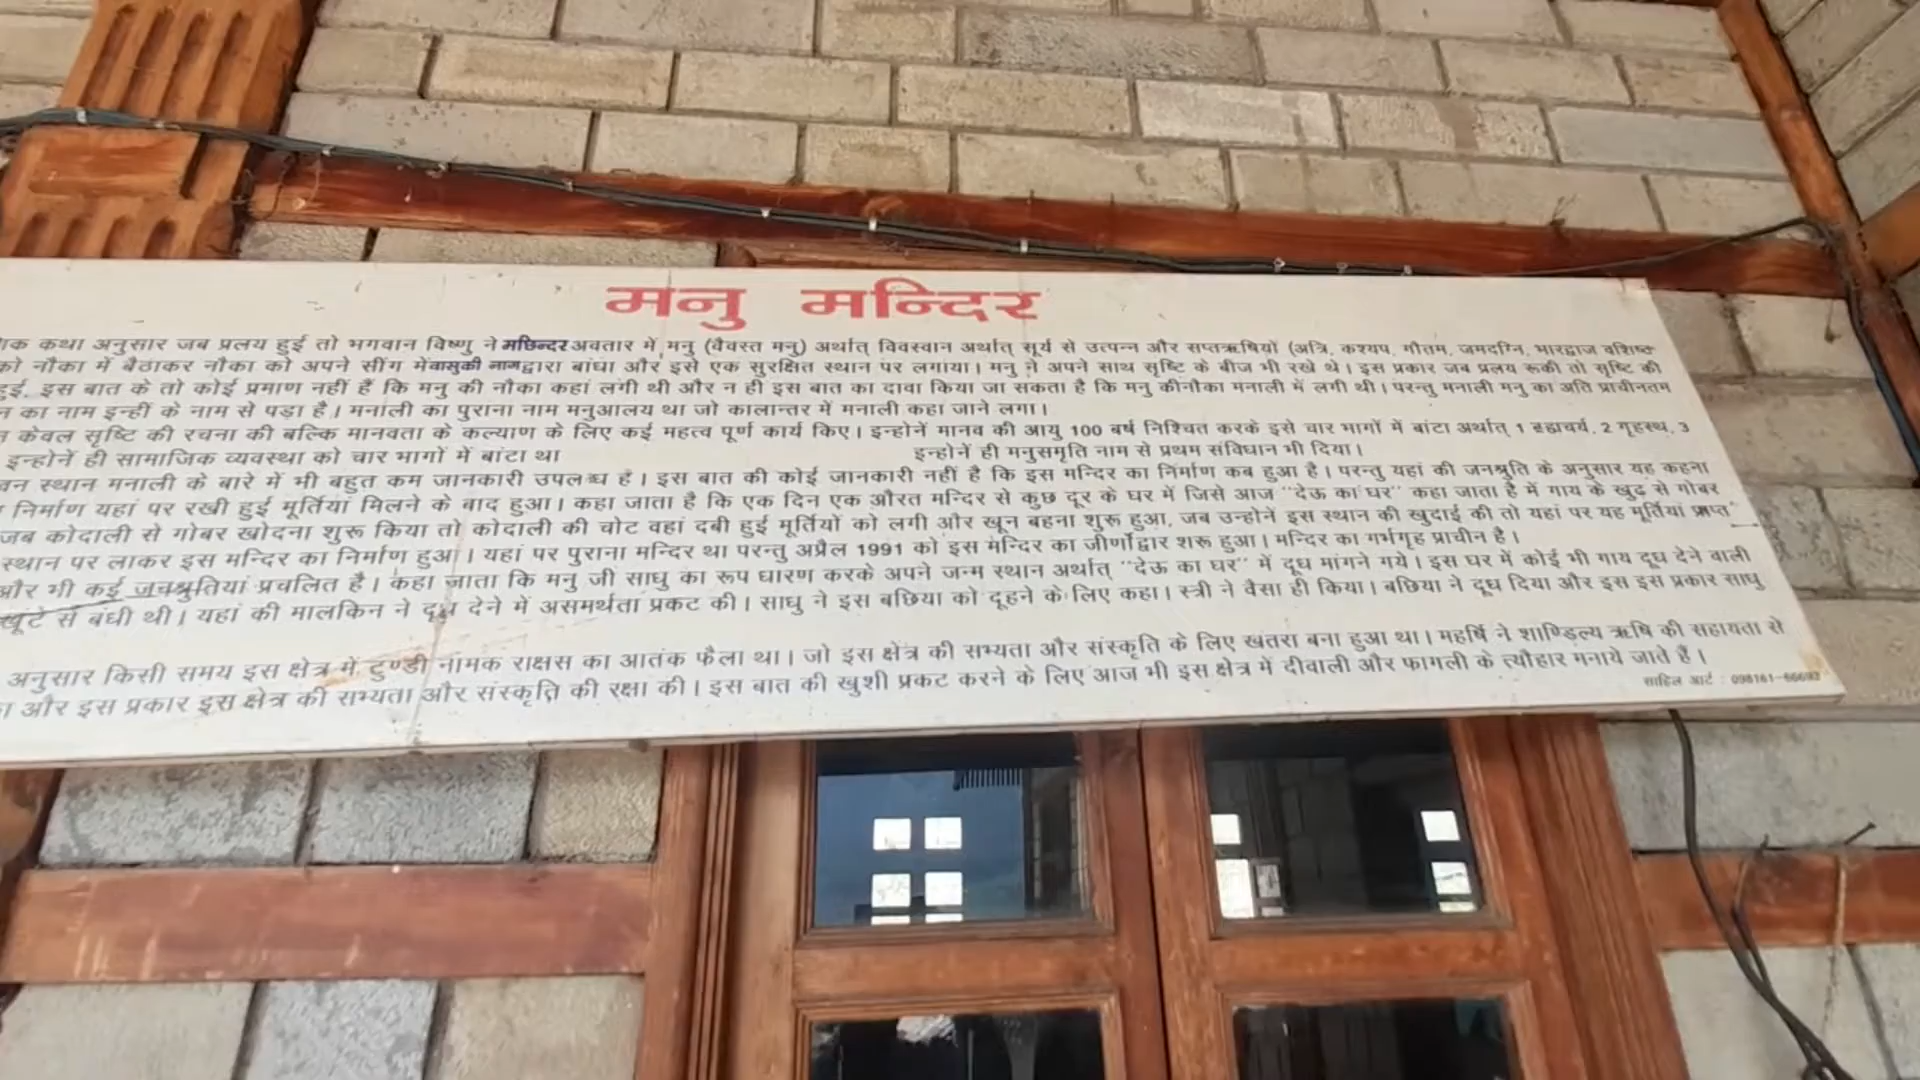 मनु मन्दिर
कथा अनुसार जब प्रलय हुई तो भगवान विष्णु ने मछिन्दर अवतार में मनु (वैवस्त मनु) अर्थात् विवस्वान अर्थात् सूर्य से उत्पन्न और सप्तऋषियों (अत्रि, कश्यप, गौतम, जमदग्नि, भारद्वाज वशिष्ठ
को नौका में बैठाकर नौका को अपने सींग में वासुकी नाग द्वारा बांधा और इसे एक सुरक्षित स्थान पर लगाया। मनु ने अपने साथ सृष्टि के बीज भी रखे थे। इस प्रकार जब प्रलय रूकी तो सृष्टि की
हुई, इस बात के तो कोई प्रमाण नहीं हैं कि मनु की नौका कहां लगी थी और न ही इस बात का दावा किया जा सकता है कि मनु कीनौका मनाली में लगी थी। परन्तु मनाली मनु का अति प्राचीनतम
का नाम इन्हीं के नाम से पड़ा है। मनाली का पुराना नाम मनुआलय था जो कालान्तर में मनाली कहा जाने लगा।
केवल सृष्टि की रचना की बल्कि मानवता के कल्याण के लिए कई महत्व पूर्ण कार्य किए। इन्होनें मानव की आयु 100 बर्ष निश्चित करके इसे चार भागों में बांटा अर्थात् 1 ब्रह्मचर्य, 2 गृहस्थ, 3
इन्होनें ही सामाजिक व्यवस्था को चार भागों में बांटा था इन्होनें ही मनुसमृति नाम से प्रथम संविधान भी दिया।
स्थान मनाली के बारे में भी बहुत कम जानकारी उपलब्ध है। इस बात की कोई जानकारी नहीं है कि इस मन्दिर का निर्माण कब हुआ है। परन्तु यहां की जनश्रुति के अनुसार यह कहना
निर्माण यहां पर रखी हुई मूर्तियां मिलने के बाद हुआ। कहा जाता है कि एक दिन एक औरत मन्दिर से कुछ दूर के घर में जिसे आज "देऊ का घर" कहा जाता है में गाय के खुढ से गोबर
जब कोदाली से गोबर खोदना शुरू किया तो कोदाली की चोट वहां दबी हुई मूर्तियों को लगी और खून बहना शुरू हुआ, जब उन्होनें इस स्थान की खुदाई की तो यहां पर यह मूर्तियां प्राप्त
स्थान पर लाकर इस मन्दिर का निर्माण हुआ। यहां पर पुराना मन्दिर था परन्तु अप्रैल 1991 को इस मन्दिर का जीर्णोद्वार शरू हुआ। मन्दिर का गर्भगृह प्राचीन है।
और भी कई जनश्रुतियां प्रचलित है। कहा जाता कि मनु जी साधु का रूप धारण करके अपने जन्म स्थान अर्थात् "देऊ का घर" में दूध मांगने गये। इस घर में कोई भी गाय दूध देने वाली
खूंटे से बंधी थी। यहां की मालकिन ने दूध देने में असमर्थता प्रकट की। साधु ने इस बछिया को दूहने के लिए कहा। स्त्री ने वैसा ही किया। बछिया ने दूध दिया और इस इस प्रकार साधु
अनुसार किसी समय इस क्षेत्र में टुण्डी नामक राक्षस का आतंक फैला था। जो इस क्षेत्र की सभ्यता और संस्कृति के लिए खतरा बना हुआ था। महर्षि ने शाण्डिल्य ऋषि की सहायता से
और इस प्रकार इस क्षेत्र की सभ्यता और संस्कृति की रक्षा की। इस बात की खुशी प्रकट करने के लिए आज भी इस क्षेत्र में दीवाली और फागली के त्यौहार मनाये जाते हैं।
साहिल आर्ट :